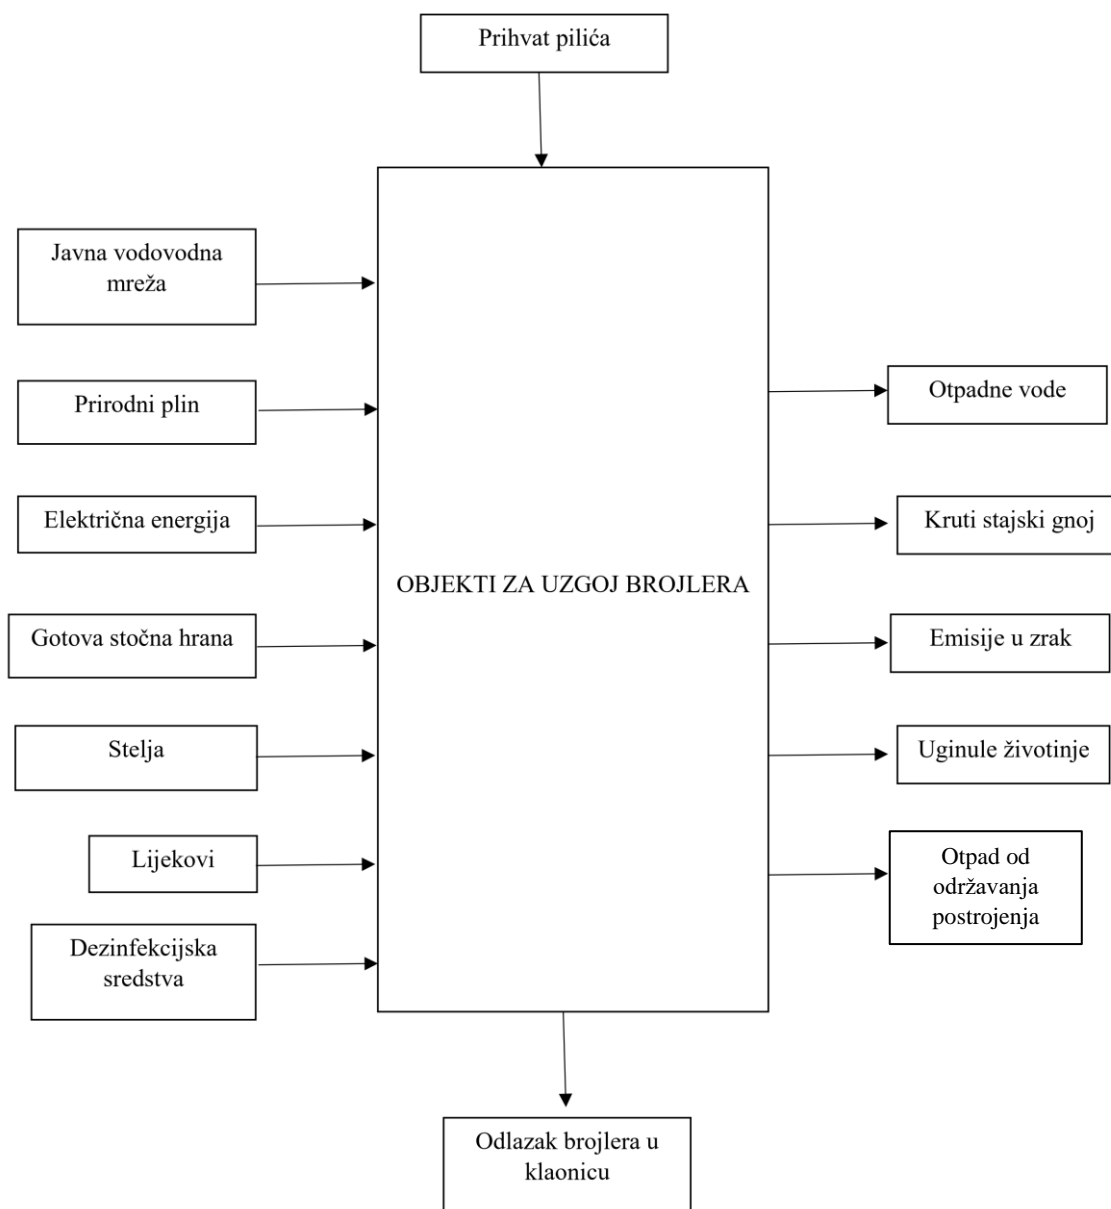 Prihvat pilića
Javna vodovodna
mreža
Prirodni plin
Električna energija
Gotova stočna hrana
Stelja
Lijekovi
Dezinfekcijska
sredstva
OBJEKTI ZA UZGOJ BROJLERA
Otpadne vode
Kruti stajski gnoj
Emisije u zrak
Uginule životinje
Otpad od
održavanja
postrojenja
Odlazak brojlera u
klaonicu